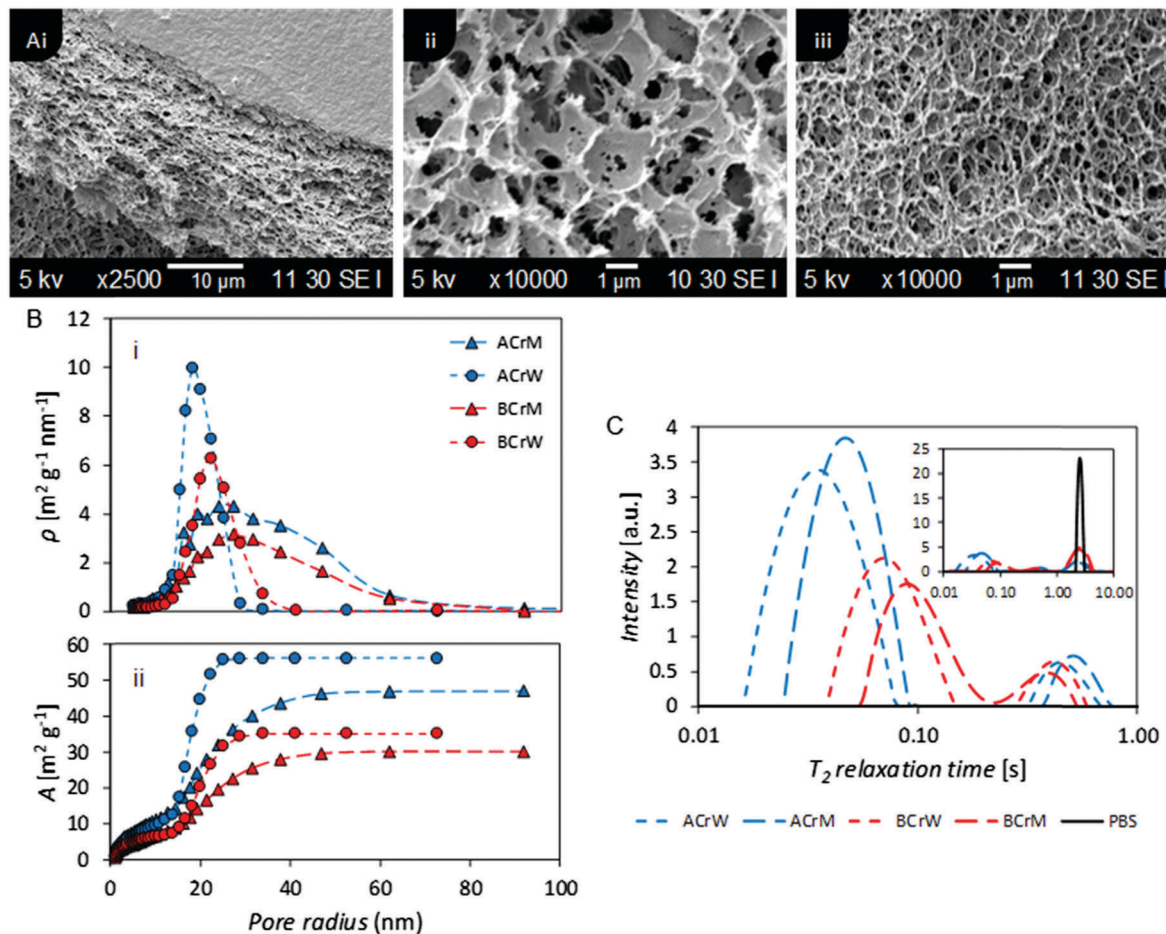 Ai
ii
iii
5 kv x2500 10 µm 11 30 SE I
5 kv x10000 1 µm 10 30 SE I
5 kv x10000 1 µm 11 30 SE I
B
i
12
10
8
6
4
2
0
ρ [m² g⁻¹ nm⁻¹]
ACrM
ACrW
BCrM
BCrW
ii
60
50
40
30
20
10
0
A [m² g⁻¹]
0 20 40 60 80 100
Pore radius (nm)
C
4
3.5
3
2.5
2
1.5
1
0.5
0
Intensity [a.u.]
25
20
15
10
5
0
0.01 0.10 1.00 10.00
0.01 0.10 1.00
T₂ relaxation time [s]
ACrW ACrM BCrW BCrM PBS